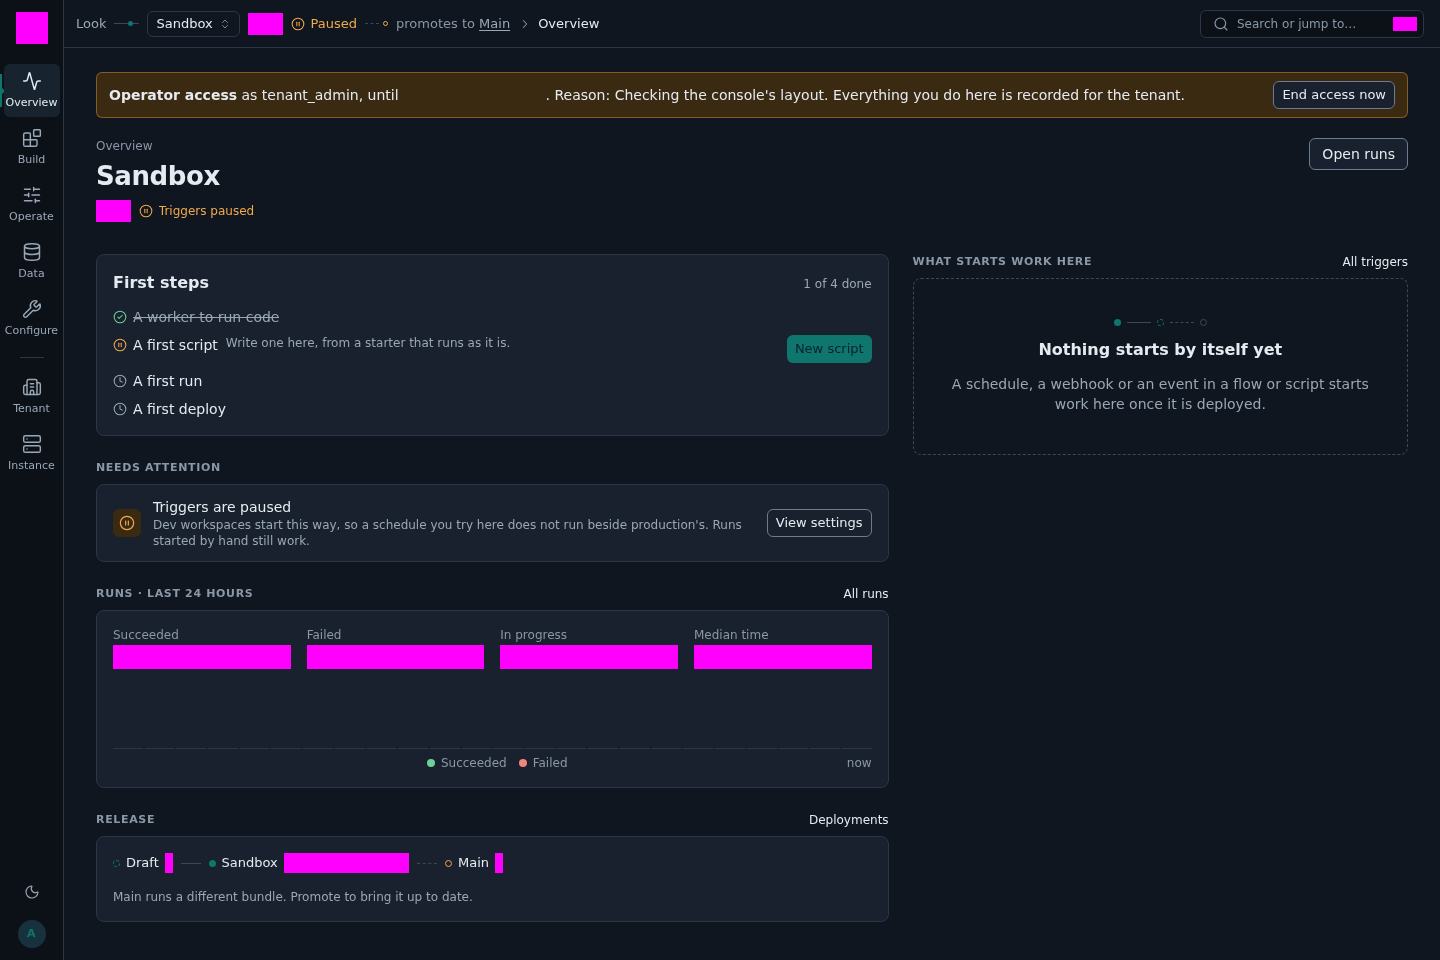 Look
Sandbox
Paused
promotes to Main
Overview
Search or jump to…
Operator access as tenant_admin, until . Reason: Checking the console's layout. Everything you do here is recorded for the tenant.
End access now
Overview
Build
Operate
Data
Configure
Tenant
Instance
A
Overview
Sandbox
Triggers paused
Open runs
First steps
1 of 4 done
A worker to run code
A first script Write one here, from a starter that runs as it is.
New script
A first run
A first deploy
NEEDS ATTENTION
Triggers are paused
Dev workspaces start this way, so a schedule you try here does not run beside production's. Runs
started by hand still work.
View settings
RUNS · LAST 24 HOURS
All runs
Succeeded
Failed
In progress
Median time
Succeeded
Failed
now
RELEASE
Deployments
Draft
Sandbox
Main
Main runs a different bundle. Promote to bring it up to date.
WHAT STARTS WORK HERE
All triggers
Nothing starts by itself yet
A schedule, a webhook or an event in a flow or script starts
work here once it is deployed.